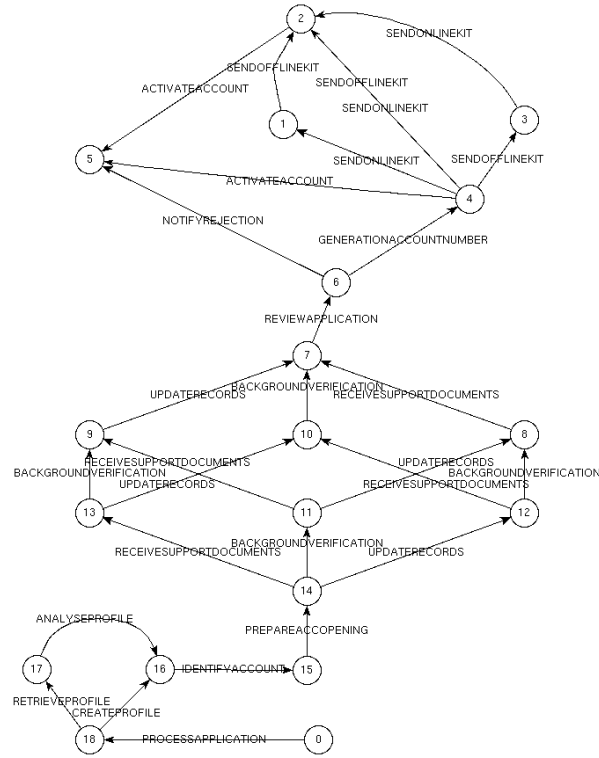 2
SENDONLINEKIT
SENDOFFLINEKIT
SENDOFFLINEKIT
ACTIVATEACCOUNT
SENDONLINEKIT
3
1
5
SENDONLINEKIT
SENDOFFLINEKIT
ACTIVATEACCOUNT
4
NOTIFYREJECTION
GENERATIONACCOUNTNUMBER
6
REVIEWAPPLICATION
7
UPDATERECORDS
BACKGROUNDVERIFICATION
RECEIVESUPPORTDOCUMENTS
9
10
8
RECEIVESUPPORTDOCUMENTS
UPDATERECORDS
BACKGROUNDVERIFICATION
BACKGROUNDVERIFICATION
UPDATERECORDS
RECEIVESUPPORTDOCUMENTS
13
11
12
BACKGROUNDVERIFICATION
RECEIVESUPPORTDOCUMENTS
UPDATERECORDS
14
ANALYSEPROFILE
PREPAREACCOPENING
17
16
IDENTIFYACCOUNT
15
RETRIEVEPROFILE
CREATEPROFILE
18
PROCESSAPPLICATION
0